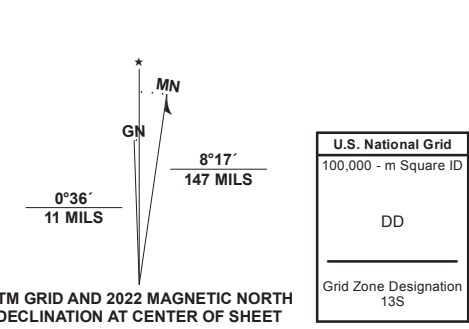 ★
MN
GN
8°17´
147 MILS
0°36´
11 MILS
TM GRID AND 2022 MAGNETIC NORTH
DECLINATION AT CENTER OF SHEET
U.S. National Grid
100,000 - m Square ID
DD
Grid Zone Designation
13S